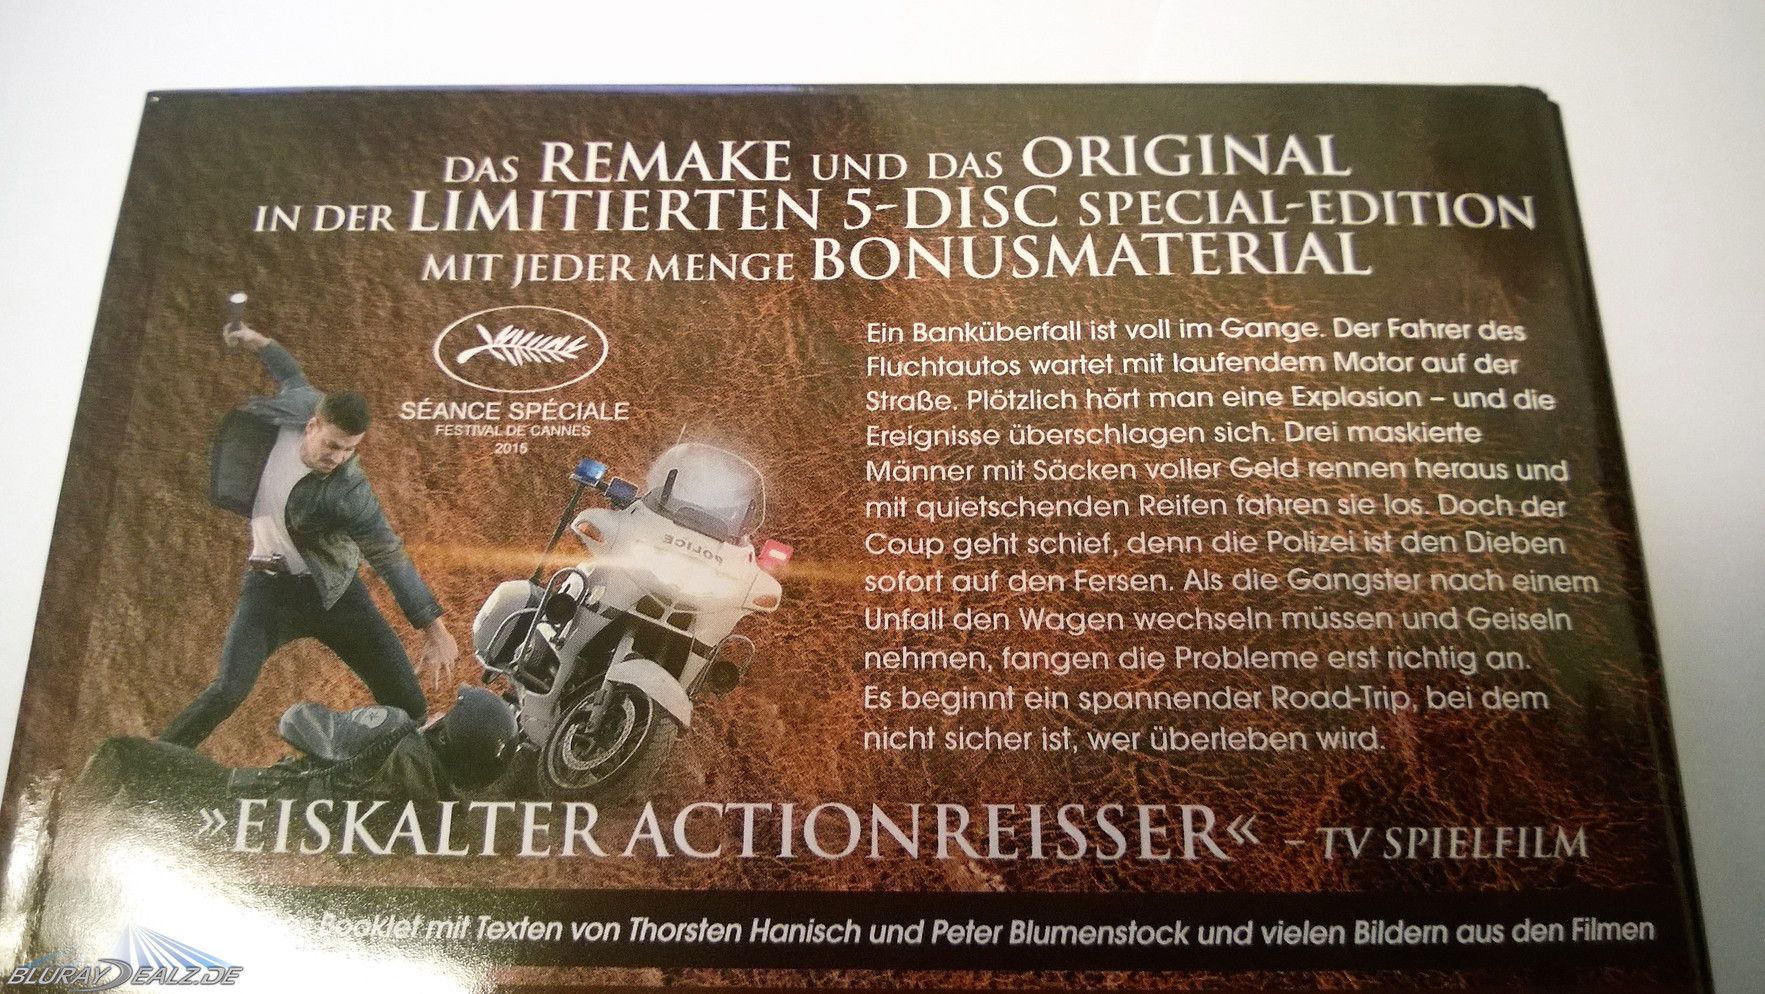 DAS REMAKE UND DAS ORIGINAL
IN DER LIMITIERTEN 5-DISC SPECIAL-EDITION
MIT JEDER MENGE BONUSMATERIAL
SÉANCE SPÉCIALE
FESTIVAL DE CANNES
2015
POLICE
Ein Banküberfall ist voll im Gange. Der Fahrer des
Fluchtautos wartet mit laufendem Motor auf der
Straße. Plötzlich hört man eine Explosion – und die
Ereignisse überschlagen sich. Drei maskierte
Männer mit Säcken voller Geld rennen heraus und
mit quietschenden Reifen fahren sie los. Doch der
Coup geht schief, denn die Polizei ist den Dieben
sofort auf den Fersen. Als die Gangster nach einem
Unfall den Wagen wechseln müssen und Geiseln
nehmen, fangen die Probleme erst richtig an.
Es beginnt ein spannender Road-Trip, bei dem
nicht sicher ist, wer überleben wird.
»EISKALTER ACTIONREISSER« – TV SPIELFILM
Booklet mit Texten von Thorsten Hanisch und Peter Blumenstock und vielen Bildern aus den Filmen
BLURAYDEALZ.DE